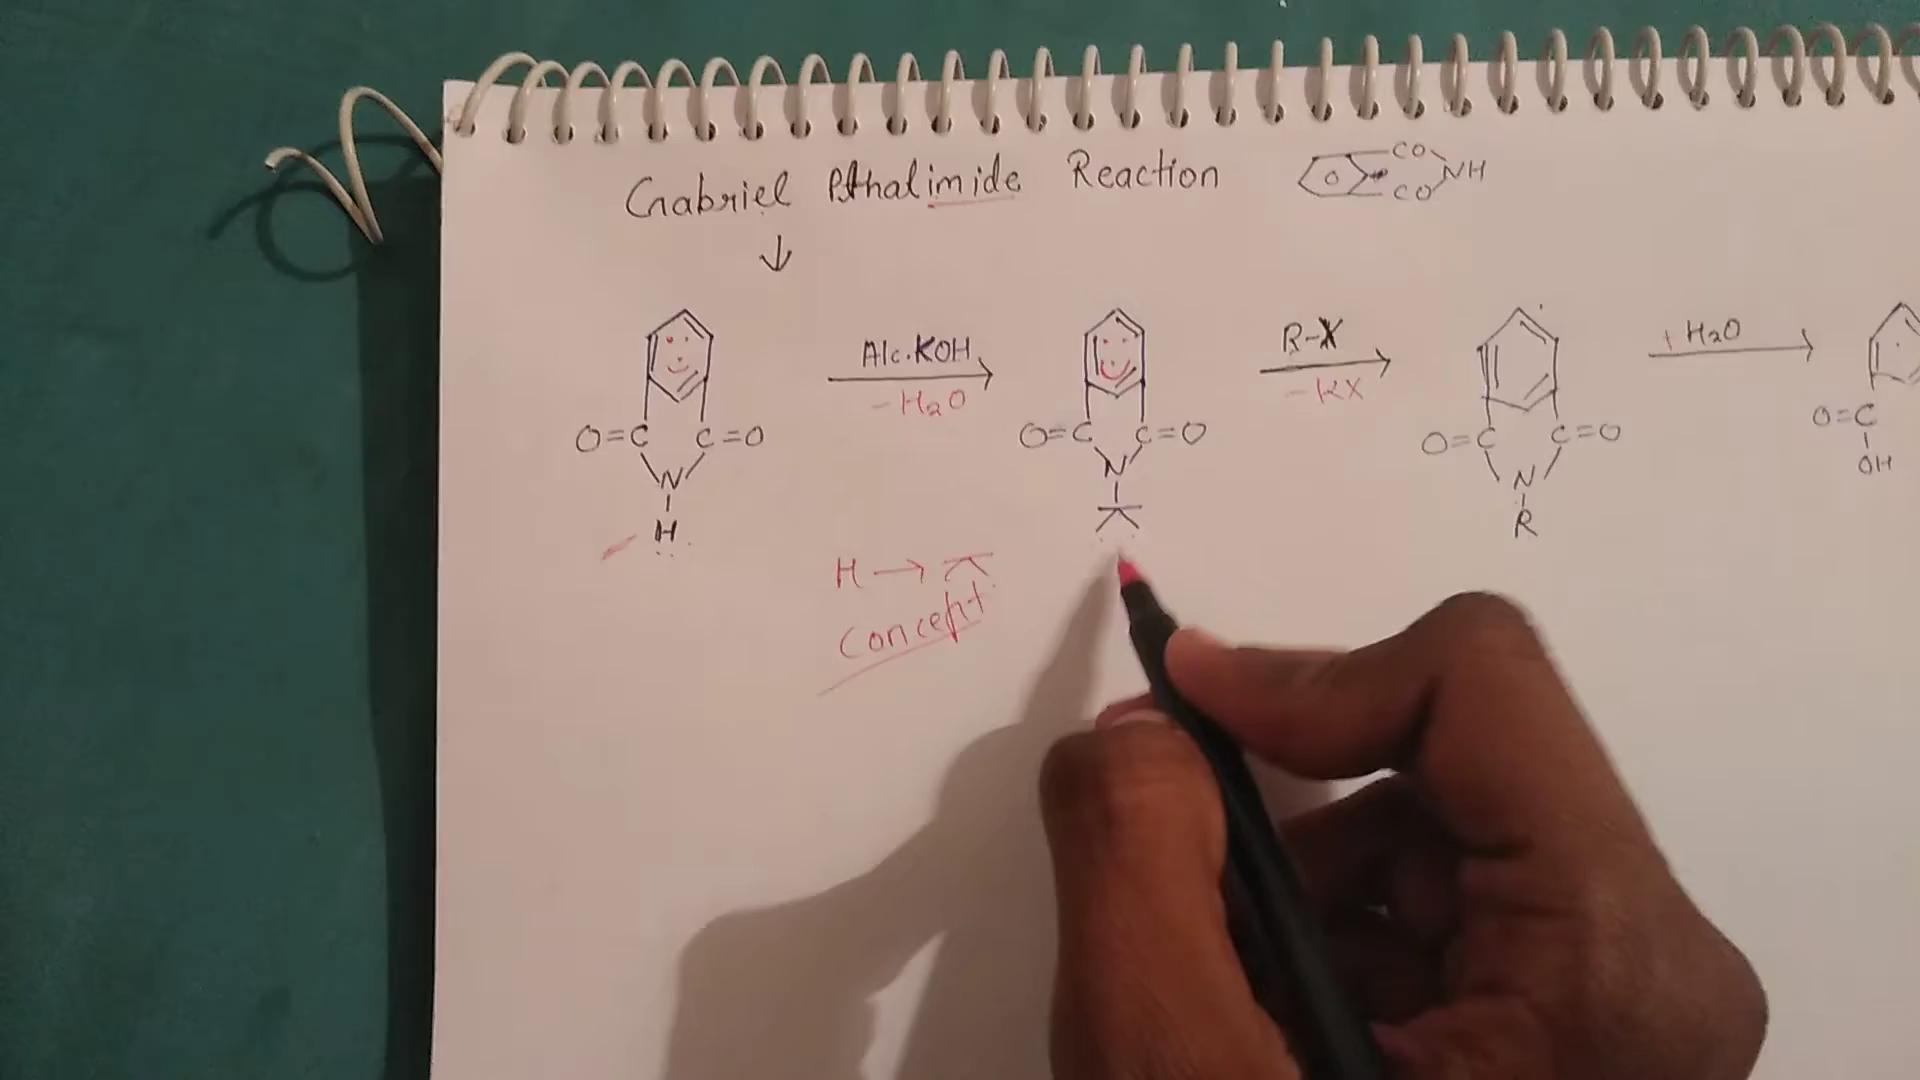 Gabriel Pthalimide Reaction
CO
NH
CO
Alc.KOH
-H2O
R-X
-KX
+H2O
O=C C=O
N
H
O=C C=O
N
K
O=C C=O
N
R
O=C
OH
H → K
Concept